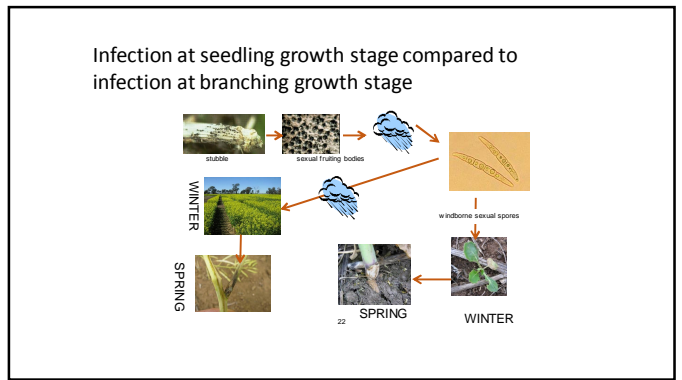 Infection at seedling growth stage compared to
infection at branching growth stage
stubble
sexual fruiting bodies
WINTER
windborne sexual spores
SPRING
SPRING
22
WINTER